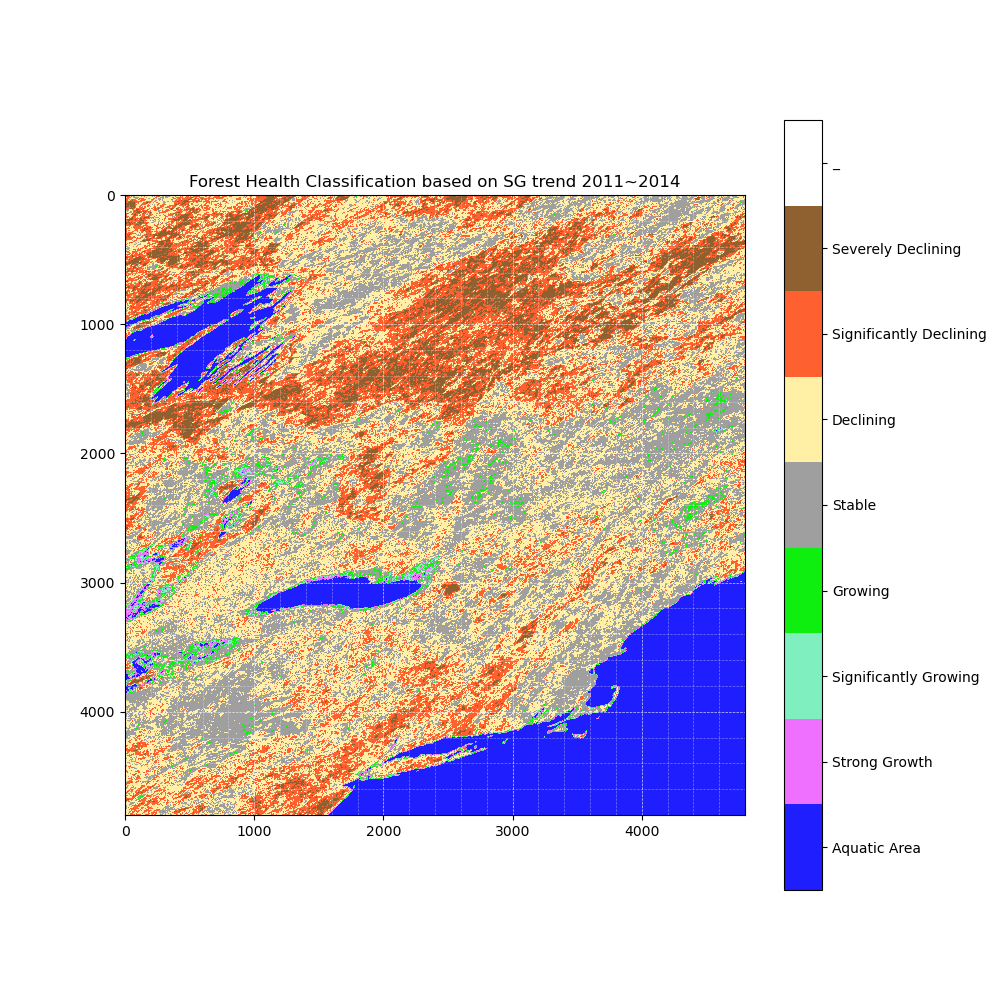 Forest Health Classification based on SG trend 2011~2014
0
1000
2000
3000
4000
0
1000
2000
3000
4000
_
Severely Declining
Significantly Declining
Declining
Stable
Growing
Significantly Growing
Strong Growth
Aquatic Area